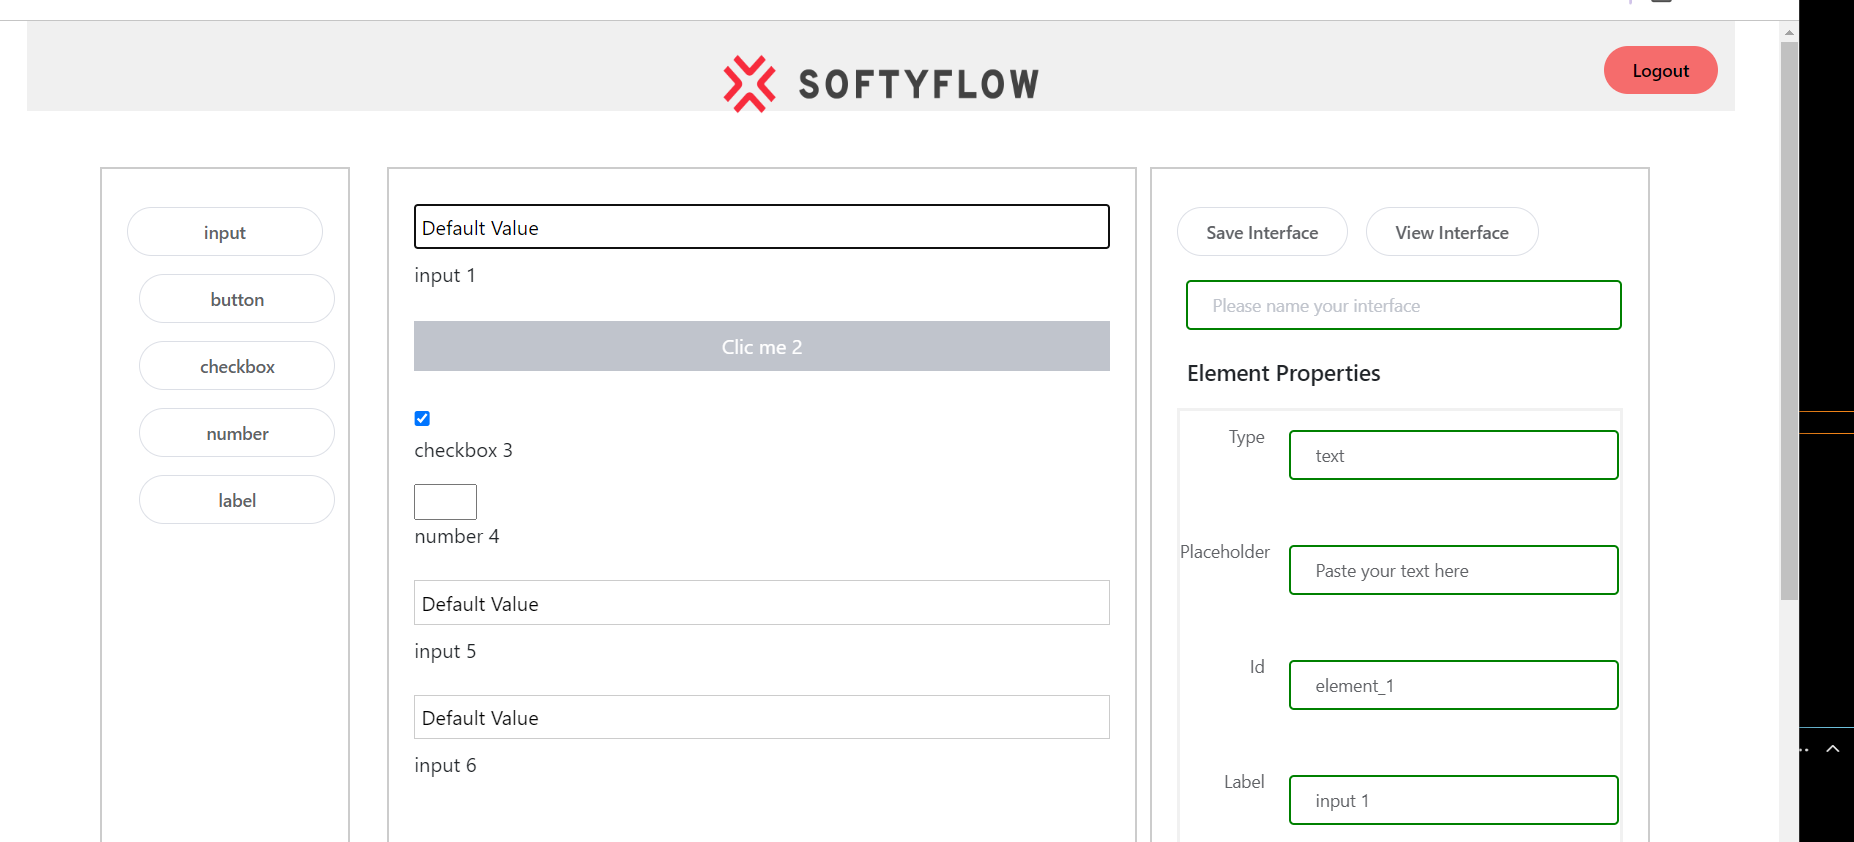 SOFTYFLOW
Logout
input
button
checkbox
number
label
Default Value
input 1
Clic me 2
checkbox 3
number 4
Default Value
input 5
Default Value
input 6
Save Interface
View Interface
Please name your interface
Element Properties
Type
text
Placeholder
Paste your text here
Id
element_1
Label
input 1